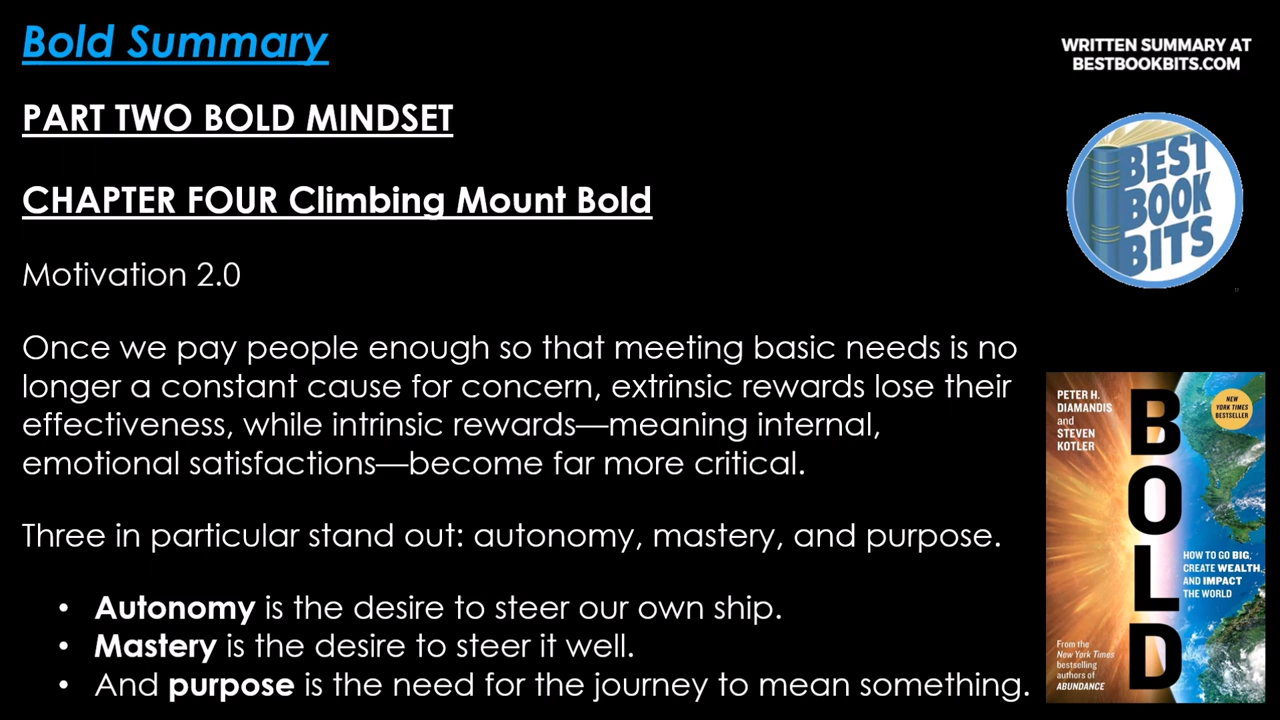 Bold Summary
WRITTEN SUMMARY AT
BESTBOOKBITS.COM
PART TWO BOLD MINDSET
CHAPTER FOUR Climbing Mount Bold
BEST
BOOK
BITS
Motivation 2.0
Once we pay people enough so that meeting basic needs is no
longer a constant cause for concern, extrinsic rewards lose their
effectiveness, while intrinsic rewards—meaning internal,
emotional satisfactions—become far more critical.
Three in particular stand out: autonomy, mastery, and purpose.
• Autonomy is the desire to steer our own ship.
• Mastery is the desire to steer it well.
• And purpose is the need for the journey to mean something.
PETER H.
DIAMANDIS
and
STEVEN
KOTLER
NEW
YORK TIMES
BESTSELLER
BOLD
HOW TO GO BIG,
CREATE WEALTH,
AND IMPACT
THE WORLD
From the
New York Times
bestselling
authors of
ABUNDANCE